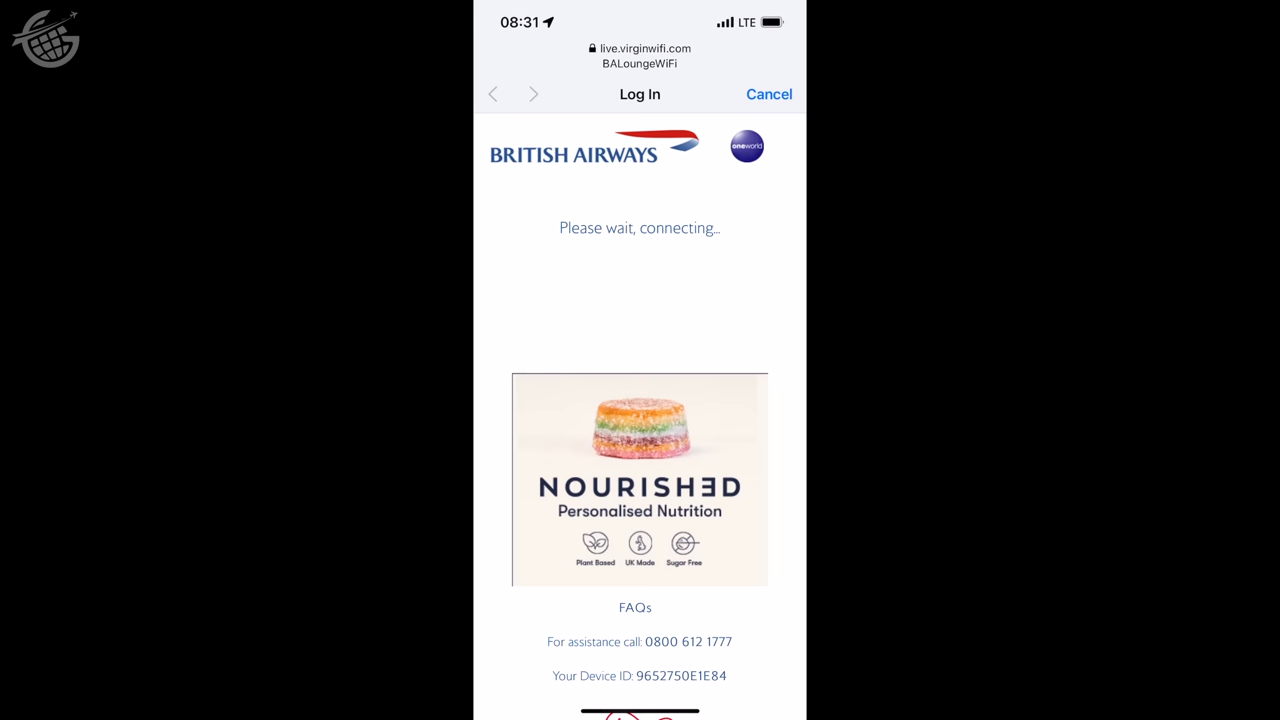 08:31
LTE
live.virginwifi.com
BALoungeWiFi
Log In
Cancel
BRITISH AIRWAYS
oneworld
Please wait, connecting...
NOURISHƎD
Personalised Nutrition
Plant Based
UK Made
Sugar Free
FAQs
For assistance call: 0800 612 1777
Your Device ID: 9652750E1E84